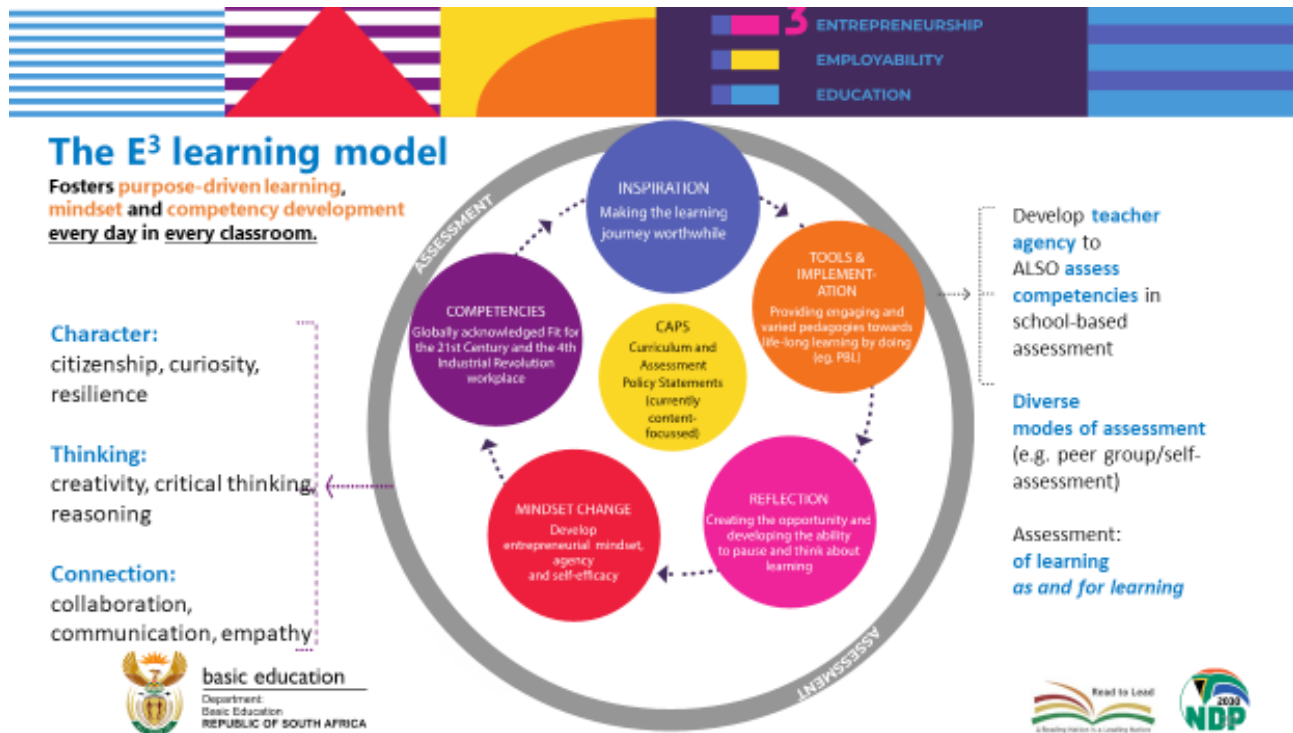 3 ENTREPRENEURSHIP
EMPLOYABILITY
EDUCATION
The E³ learning model
Fosters purpose-driven learning,
mindset and competency development
every day in every classroom.
Character:
citizenship, curiosity,
resilience
Thinking:
creativity, critical thinking,
reasoning
Connection:
collaboration,
communication, empathy
ASSESSMENT
INSPIRATION
Making the learning
journey worthwhile
TOOLS &
IMPLEMENT-
ATION
Providing engaging and
varied pedagogies towards
life-long learning by doing
(eg. PBL)
REFLECTION
Creating the opportunity and
developing the ability
to pause and think about
learning
MINDSET CHANGE
Develop
entrepreneurial mindset,
agency
and self-efficacy
COMPETENCIES
Globally acknowledged Fit for
the 21st Century and the 4th
Industrial Revolution
workplace
CAPS
Curriculum and
Assessment
Policy Statements
(currently
content-
focussed)
ASSESSMENT
Develop teacher
agency to
ALSO assess
competencies in
school-based
assessment
Diverse
modes of assessment
(e.g. peer group/self-
assessment)
Assessment:
of learning
as and for learning
basic education
Department:
Basic Education
REPUBLIC OF SOUTH AFRICA
Read to Lead
A Reading Nation is a Leading Nation
2030
NDP